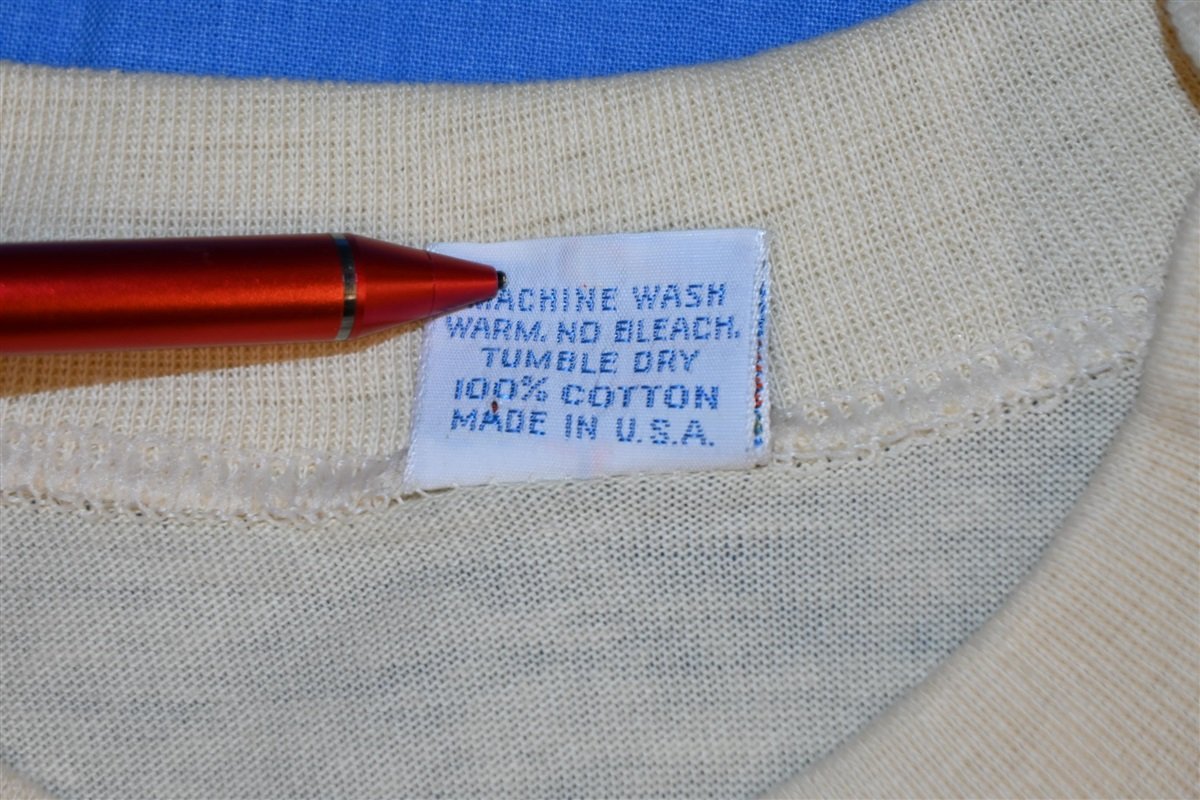 MACHINE WASH
WARM. NO BLEACH.
TUMBLE DRY
100% COTTON
MADE IN U.S.A.